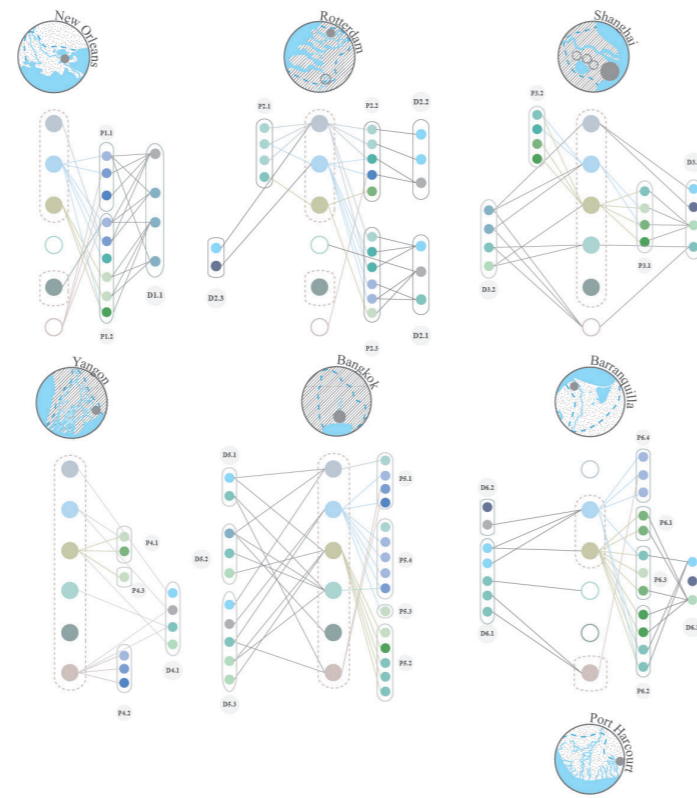 New Orleans
Rotterdam
Shanghai
P1.1
D1.1
P1.2
P2.1
P2.2
D2.2
D2.3
D2.1
P3.2
D3.2
P3.1
Yangon
Bangkok
Barranquilla
P4.1
P4.3
D4.1
P4.2
D5.1
D5.2
D5.3
P5.1
P5.4
P5.3
P5.2
D6.2
D6.1
P6.4
P6.1
P6.3
P6.2
Port Harcourt